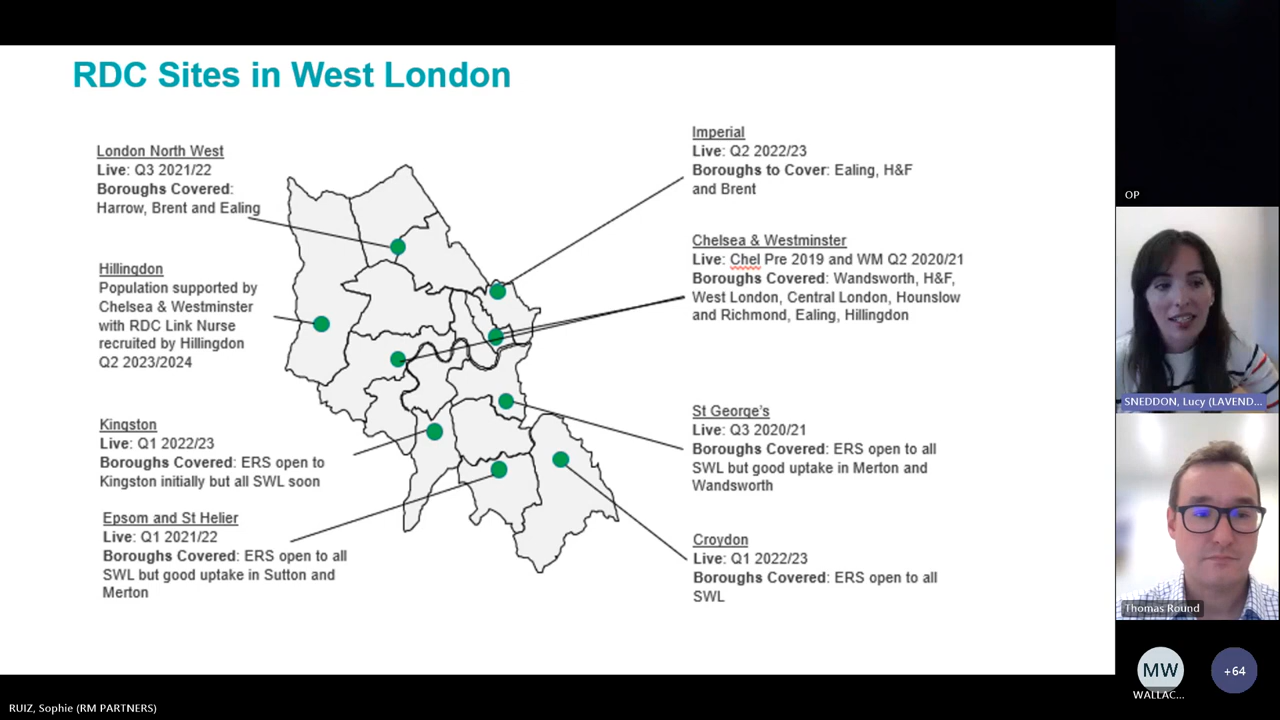 RDC Sites in West London
London North West
Live: Q3 2021/22
Boroughs Covered:
Harrow, Brent and Ealing
Hillingdon
Population supported by
Chelsea & Westminster
with RDC Link Nurse
recruited by Hillingdon
Q2 2023/2024
Kingston
Live: Q1 2022/23
Boroughs Covered: ERS open to
Kingston initially but all SWL soon
Epsom and St Helier
Live: Q1 2021/22
Boroughs Covered: ERS open to all
SWL but good uptake in Sutton and
Merton
Imperial
Live: Q2 2022/23
Boroughs to Cover: Ealing, H&F
and Brent
Chelsea & Westminster
Live: Chel Pre 2019 and WM Q2 2020/21
Boroughs Covered: Wandsworth, H&F,
West London, Central London, Hounslow
and Richmond, Ealing, Hillingdon
St George's
Live: Q3 2020/21
Boroughs Covered: ERS open to all
SWL but good uptake in Merton and
Wandsworth
Croydon
Live: Q1 2022/23
Boroughs Covered: ERS open to all
SWL
OP
SNEDDON, Lucy (LAVEND...
Thomas Round
MW
WALLAC...
+64
RUIZ, Sophie (RM PARTNERS)